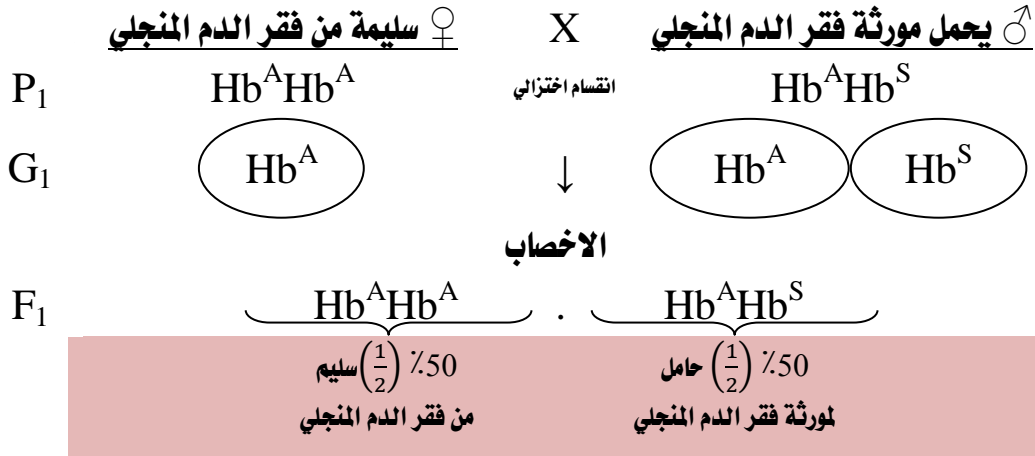 ♂ يحمل مورثة فقر الدم المنجلي X ♀ سليمة من فقر الدم المنجلي
P₁ Hb^AHb^A انقسام اختزالي Hb^AHb^S
G₁ Hb^A ↓ Hb^A Hb^S
الاخصاب
F₁ Hb^AHb^A . Hb^AHb^S
50٪ (1/2) حامل 50٪ (1/2) سليم
لمورثة فقر الدم المنجلي من فقر الدم المنجلي